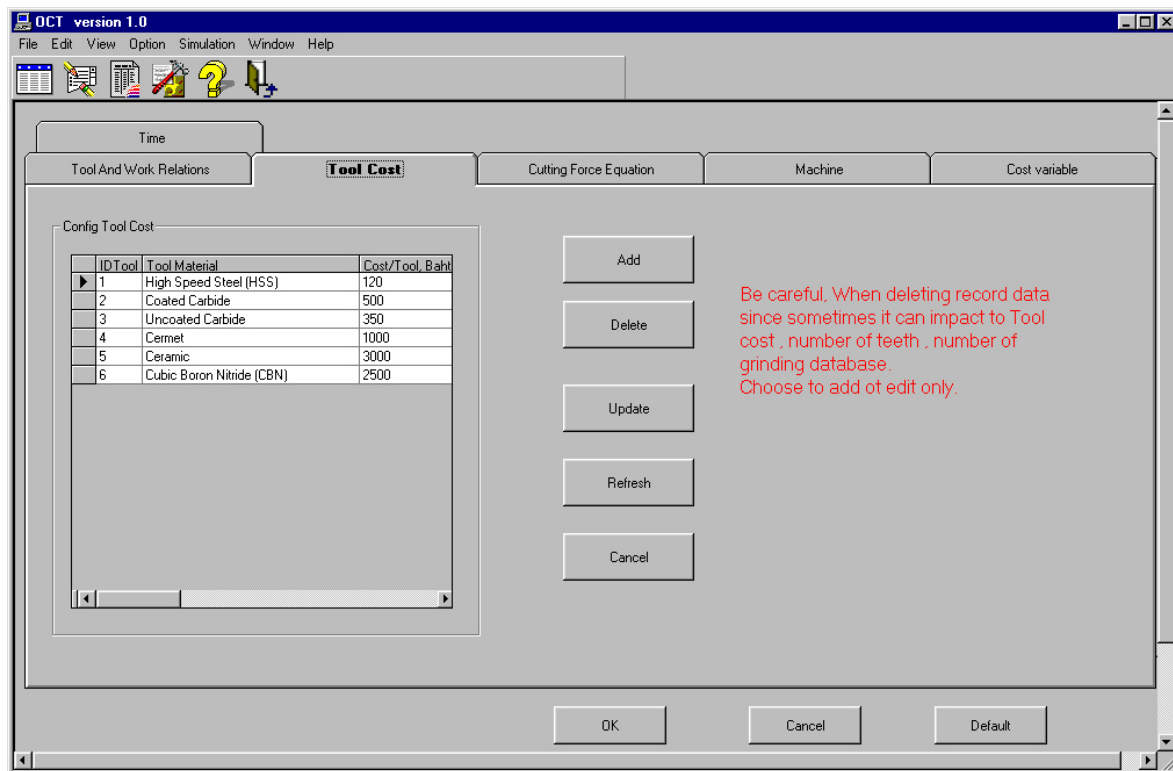 OCT version 1.0
File Edit View Option Simulation Window Help
Time
Tool And Work Relations Tool Cost Cutting Force Equation Machine Cost variable
Config Tool Cost
IDTool Tool Material Cost/Tool, Baht
1 High Speed Steel (HSS) 120
2 Coated Carbide 500
3 Uncoated Carbide 350
4 Cermet 1000
5 Ceramic 3000
6 Cubic Boron Nitride (CBN) 2500
Add
Delete
Update
Refresh
Cancel
Be careful, When deleting record data
since sometimes it can impact to Tool
cost , number of teeth , number of
grinding database.
Choose to add ot edit only.
OK Cancel Default